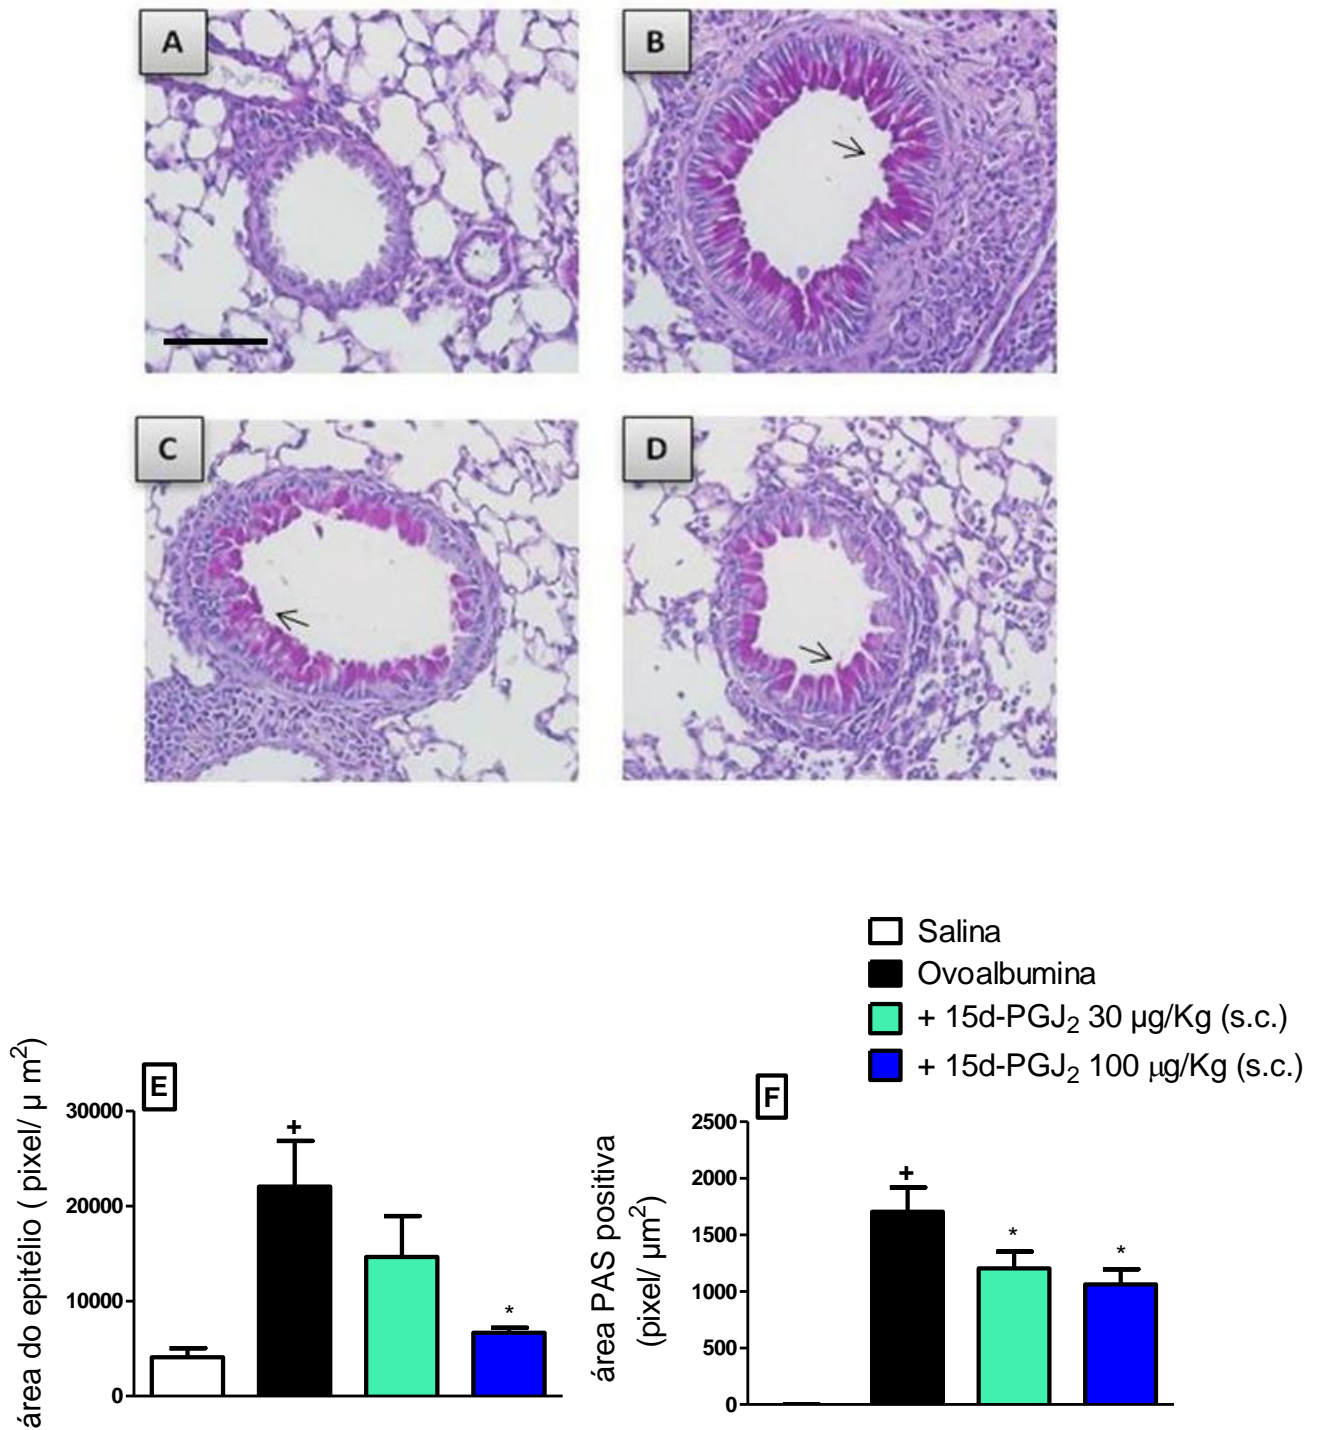 A
B
C
D
Salina
Ovoalbumina
+ 15d-PGJ2 30 µg/Kg (s.c.)
+ 15d-PGJ2 100 µg/Kg (s.c.)
E
área do epitélio ( pixel/ µ m2)
30000
20000
10000
0
+
*
F
área PAS positiva
(pixel/ µm2)
2500
2000
1500
1000
500
0
+
*
*